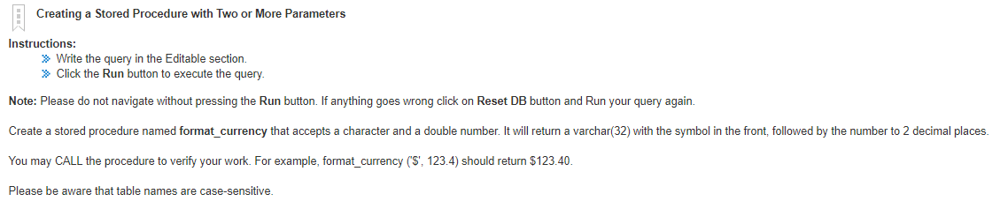 Creating a Stored Procedure with Two or More Parameters
Instructions:
Write the query in the Editable section.
Click the Run button to execute the query.
Note: Please do not navigate without pressing the Run button. If anything goes wrong click on Reset DB button and Run your query again.
Create a stored procedure named format_currency that accepts a character and a double number. It will return a varchar(32) with the symbol in the front, followed by the number to 2 decimal places.
You may CALL the procedure to verify your work. For example, format_currency ('$', 123.4) should return $123.40.
Please be aware that table names are case-sensitive.